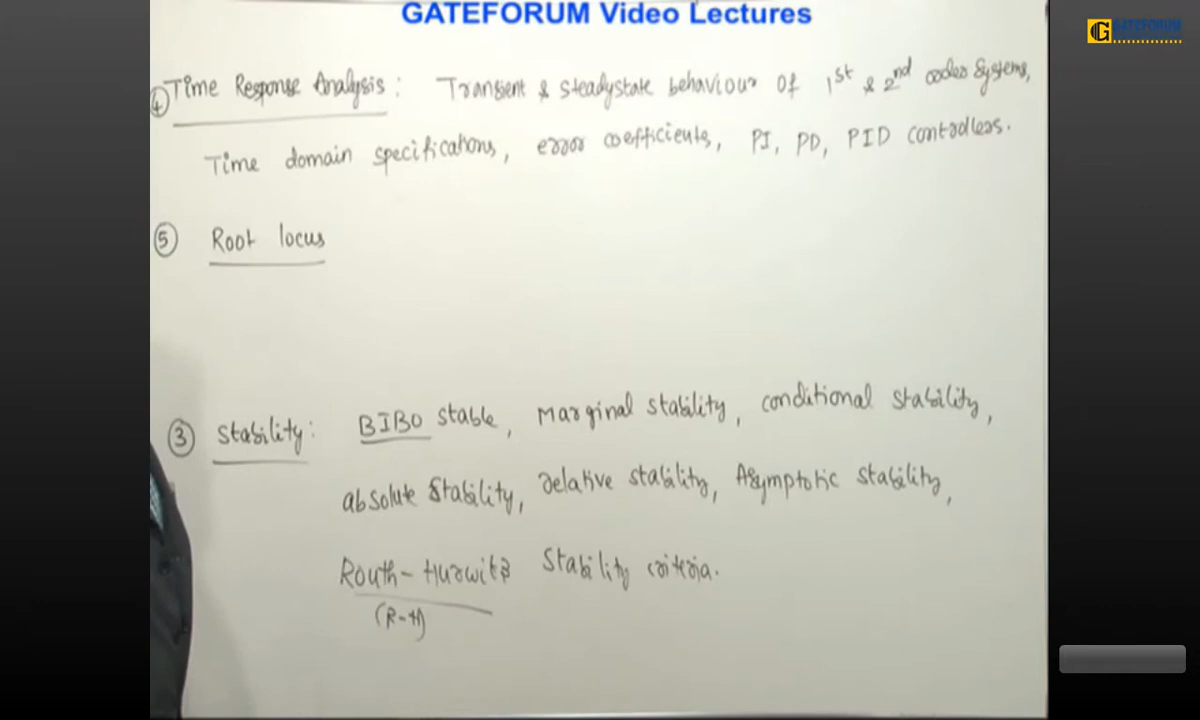 GATEFORUM Video Lectures
GATEFORUM
④ Time Response Analysis : Transient & steadystate behaviour of 1st & 2nd order systems,
Time domain specifications, error coefficients, PI, PD, PID controllers.
⑤ Root locus
③ Stability : BIBO stable, Marginal stability, conditional stability,
absolute stability, relative stability, Asymptotic stability,
Routh-Hurwitz stability criteria.
(R-H)